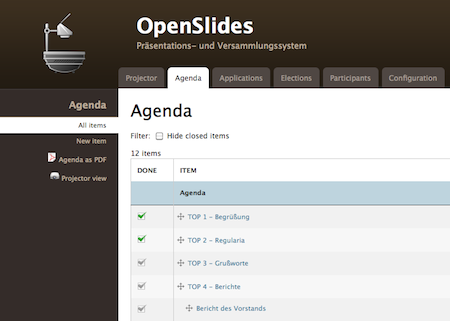 OpenSlides
Präsentations- und Versammlungssystem
Projector
Agenda
Applications
Elections
Participants
Configuration
Agenda
All items
New item
Agenda as PDF
Projector view
Agenda
Filter: Hide closed items
12 items
DONE ITEM
Agenda
TOP 1 - Begrüßung
TOP 2 - Regularia
TOP 3 - Grußworte
TOP 4 - Berichte
Bericht des Vorstands